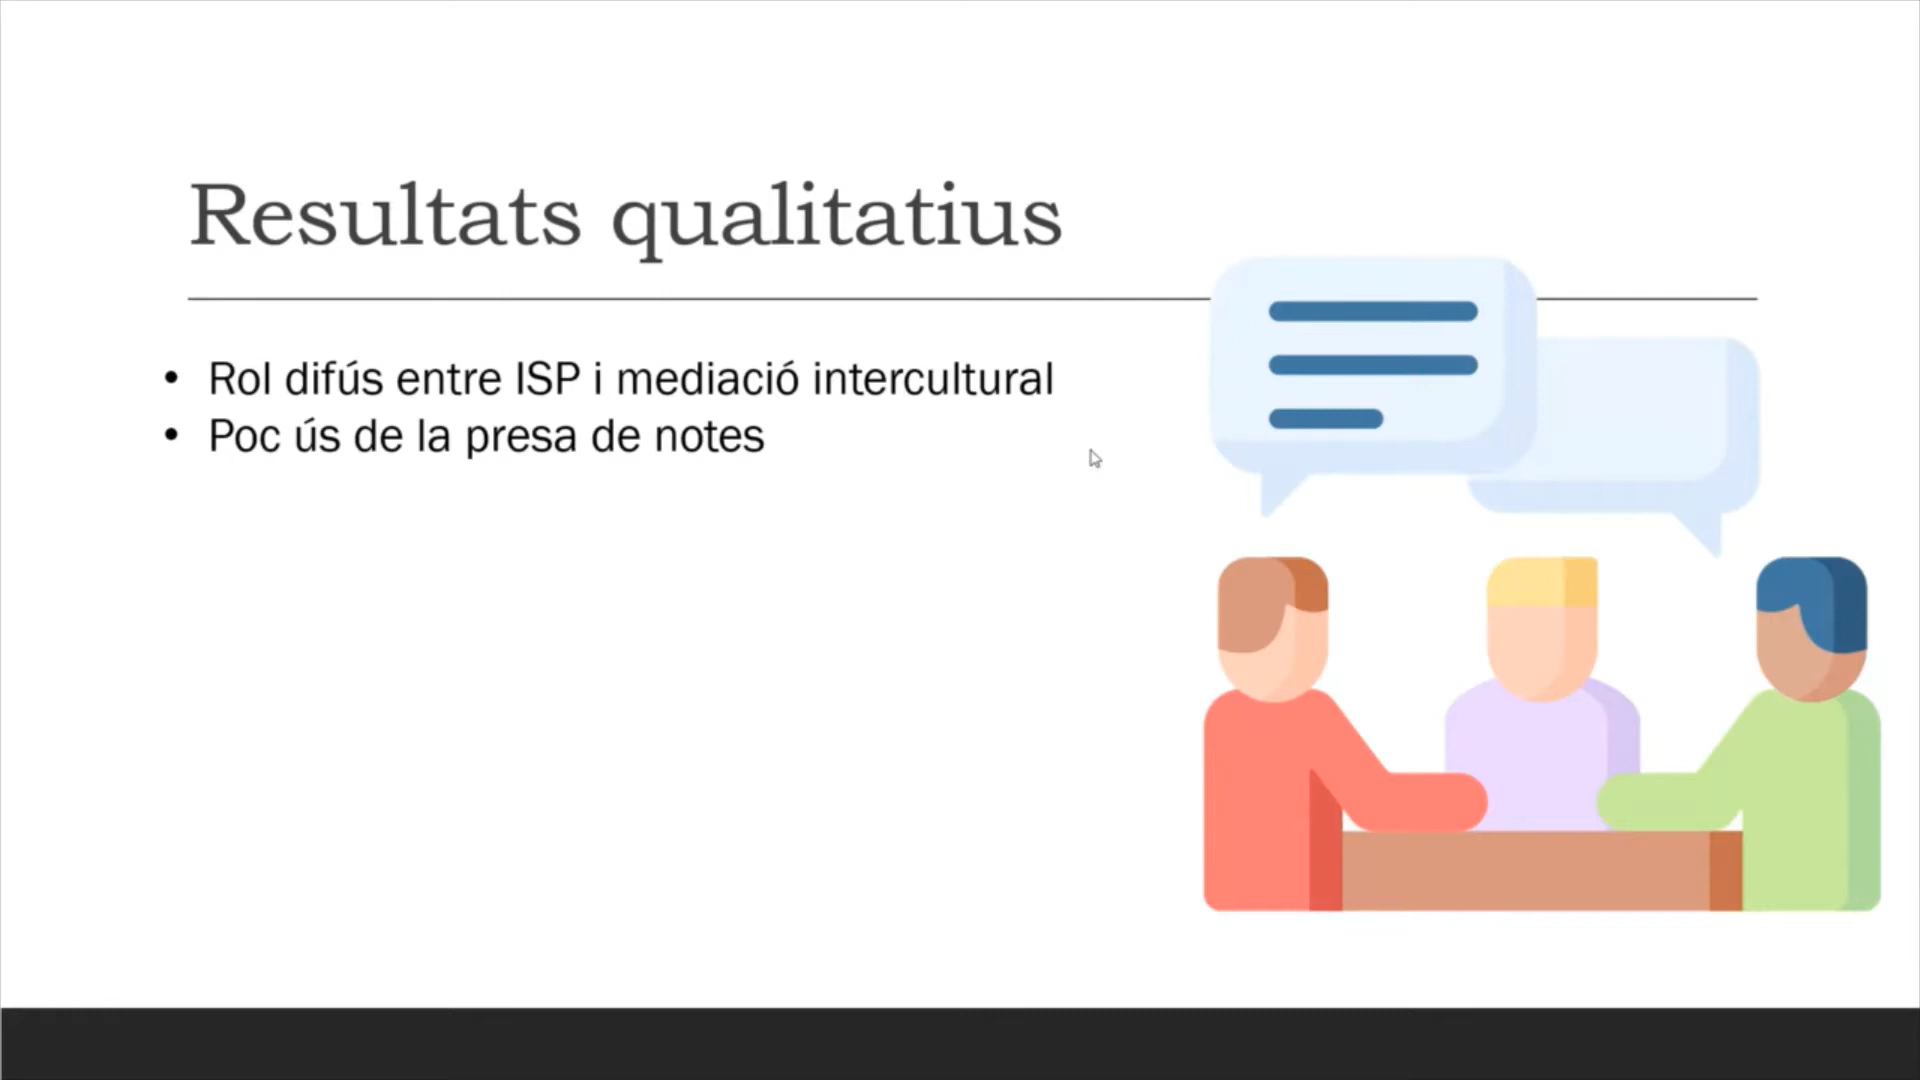 Resultats qualitatius
• Rol difús entre ISP i mediació intercultural
• Poc ús de la presa de notes